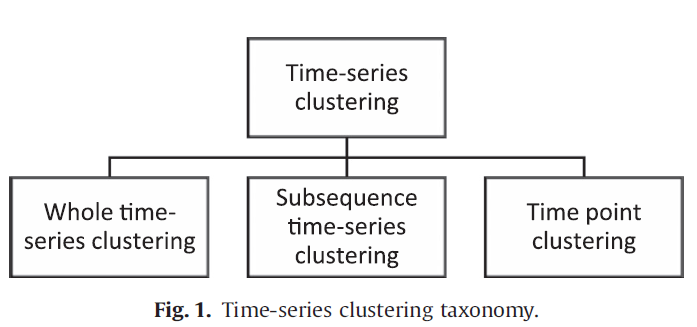 Time-series
clustering
Whole time-
series clustering
Subsequence
time-series
clustering
Time point
clustering
Fig. 1. Time-series clustering taxonomy.